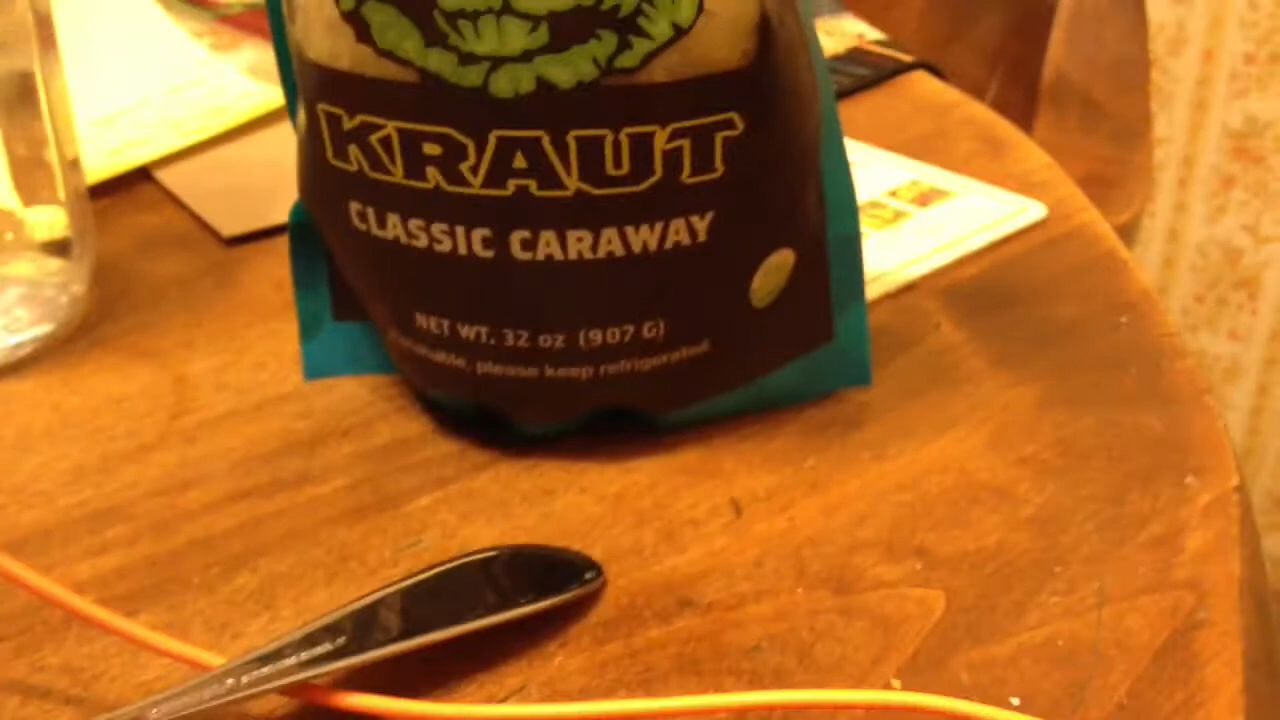 KRAUT
CLASSIC CARAWAY
NET WT. 32 oz (907 G)
please keep refrigerated